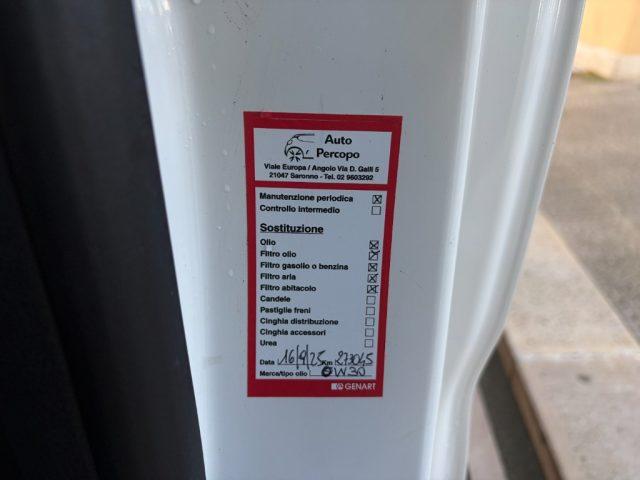 Auto
Percopo
Viale Europa / Angolo Via D. Galli 5
21047 Saronno - Tel. 02 9603292
Manutenzione periodica ☒
Controllo intermedio ☐
Sostituzione
Olio ☒
Filtro olio ☒
Filtro gasolio o benzina ☒
Filtro aria ☒
Filtro abitacolo ☒
Candele ☐
Pastiglie freni ☐
Cinghia distribuzione ☐
Cinghia accessori ☐
Urea ☐
Data 16/9/25 Km 273045
Marca/tipo olio 0W30
GENART